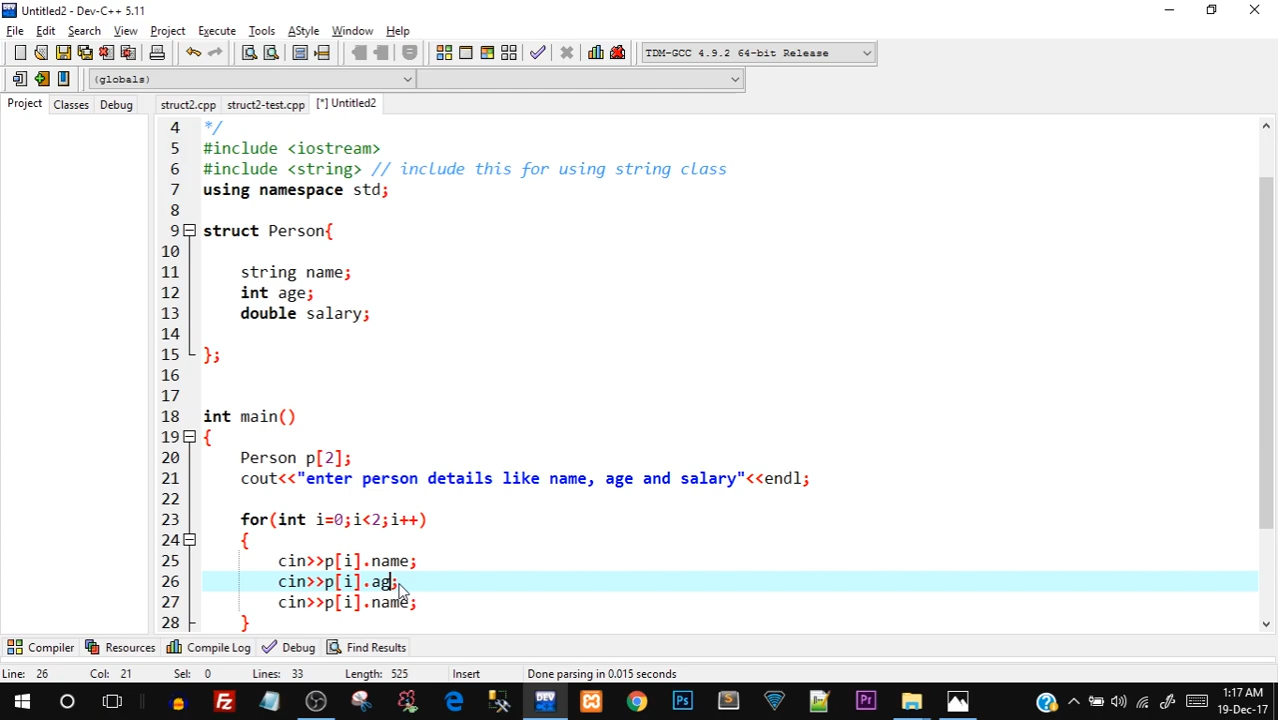 Untitled2 - Dev-C++ 5.11
File Edit Search View Project Execute Tools AStyle Window Help
TDM-GCC 4.9.2 64-bit Release
(globals)
Project Classes Debug struct2.cpp struct2-test.cpp [*] Untitled2
4 */
5 #include <iostream>
6 #include <string> // include this for using string class
7 using namespace std;
8
9 struct Person{
10
11 string name;
12 int age;
13 double salary;
14
15 };
16
17
18 int main()
19 {
20 Person p[2];
21 cout<<"enter person details like name, age and salary"<<endl;
22
23 for(int i=0;i<2;i++)
24 {
25 cin>>p[i].name;
26 cin>>p[i].ag;
27 cin>>p[i].name;
28 }
Compiler Resources Compile Log Debug Find Results
Line: 26 Col: 21 Sel: 0 Lines: 33 Length: 525 Insert Done parsing in 0.015 seconds
1:17 AM
19-Dec-17